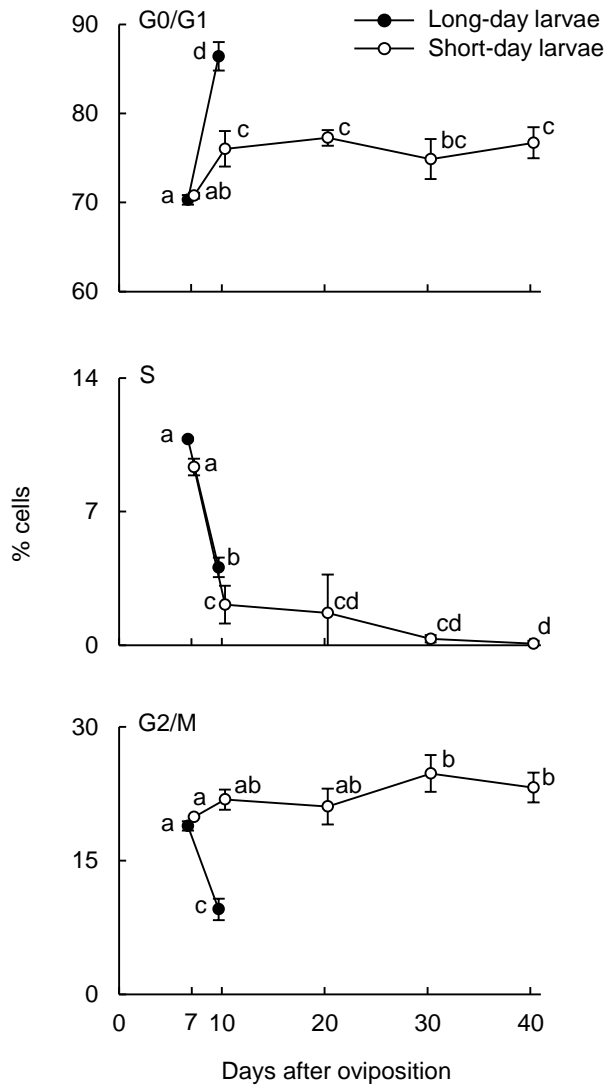 G0/G1
Long-day larvae
Short-day larvae
90
80
70
60
d
c
c
bc
c
a
ab
S
14
7
0
a
a
b
c
cd
cd
d
% cells
G2/M
30
15
0
a
a
ab
ab
b
b
c
0
7
10
20
30
40
Days after oviposition